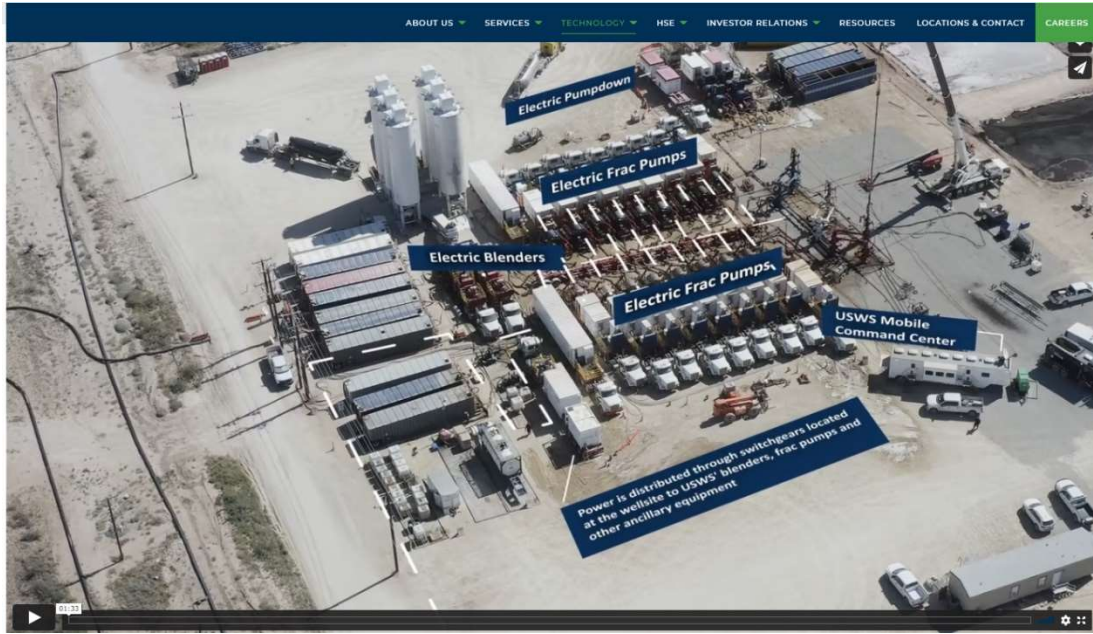 ABOUT US
SERVICES
TECHNOLOGY
HSE
INVESTOR RELATIONS
RESOURCES
LOCATIONS & CONTACT
CAREERS
Electric Pumpdown
Electric Frac Pumps
Electric Blenders
Electric Frac Pumps
USWS Mobile
Command Center
Power is distributed through switchgears located
at the wellsite to USWS' blenders, frac pumps and
other ancillary equipment
01:33